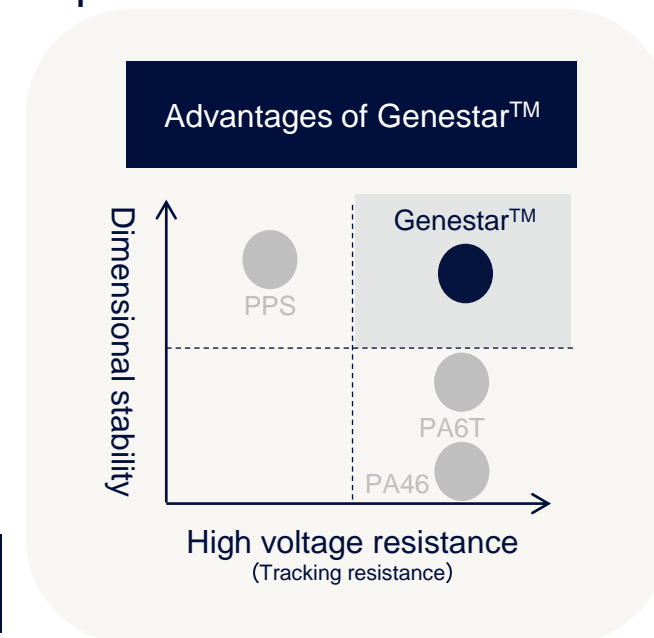 Advantages of Genestar™
Dimensional stability
Genestar™
PPS
PA6T
PA46
High voltage resistance
(Tracking resistance)